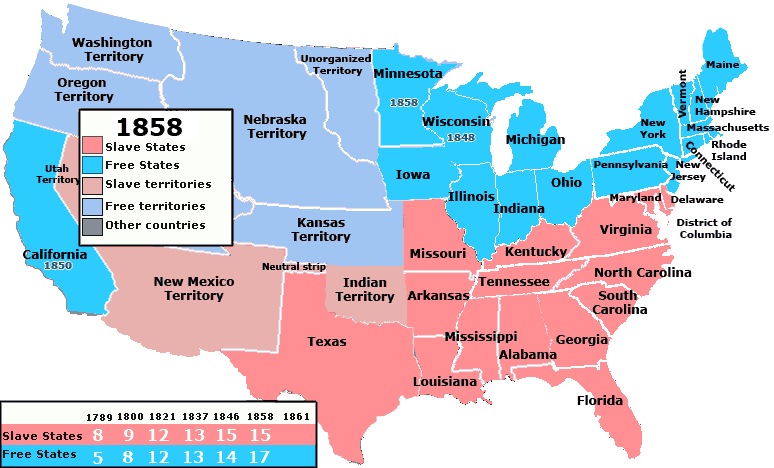 Washington
Territory
Oregon
Territory
Unorganized
Territory
Minnesota
1858
Nebraska
Territory
Wisconsin
1848
Michigan
Iowa
Illinois
Indiana
Ohio
Pennsylvania
New
York
Vermont
Maine
New
Hampshire
Massachusetts
Rhode
Island
Connecticut
New
Jersey
Maryland
Delaware
District of
Columbia
1858
Slave States
Free States
Slave territories
Free territories
Other countries
Utah
Territory
California
1850
Kansas
Territory
Neutral strip
New Mexico
Territory
Indian
Territory
Missouri
Kentucky
Virginia
North Carolina
Tennessee
South
Carolina
Arkansas
Texas
Mississippi
Alabama
Georgia
Louisiana
Florida
1789 1800 1821 1837 1846 1858 1861
Slave States 8 9 12 13 15 15
Free States 5 8 12 13 14 17